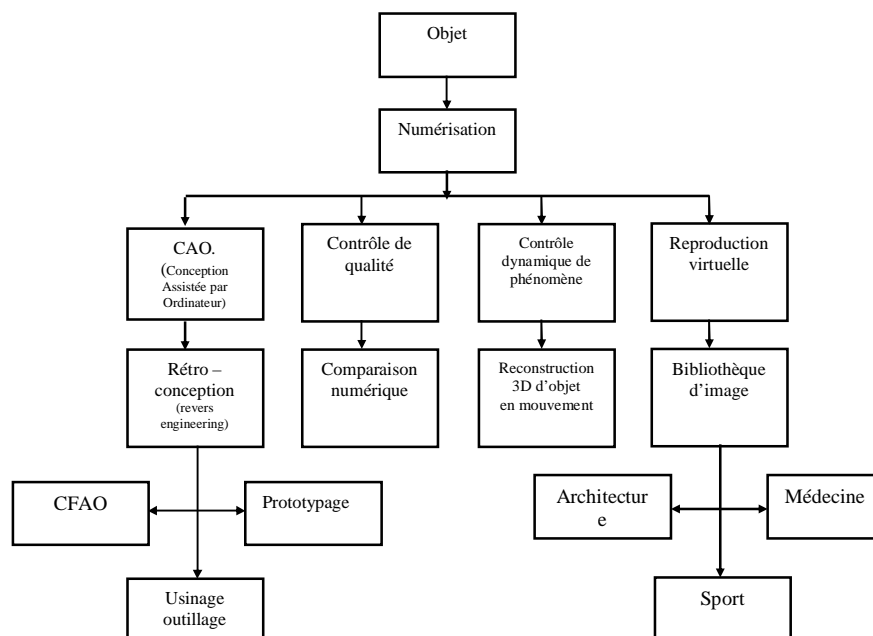 Objet
Numérisation
CAO.
(Conception
Assistée par
Ordinateur)
Contrôle de
qualité
Contrôle
dynamique de
phénomène
Reproduction
virtuelle
Rétro –
conception
(revers
engineering)
Comparaison
numérique
Reconstruction
3D d’objet
en mouvement
Bibliothèque
d’image
CFAO
Prototypage
Architectur
e
Médecine
Usinage
outillage
Sport